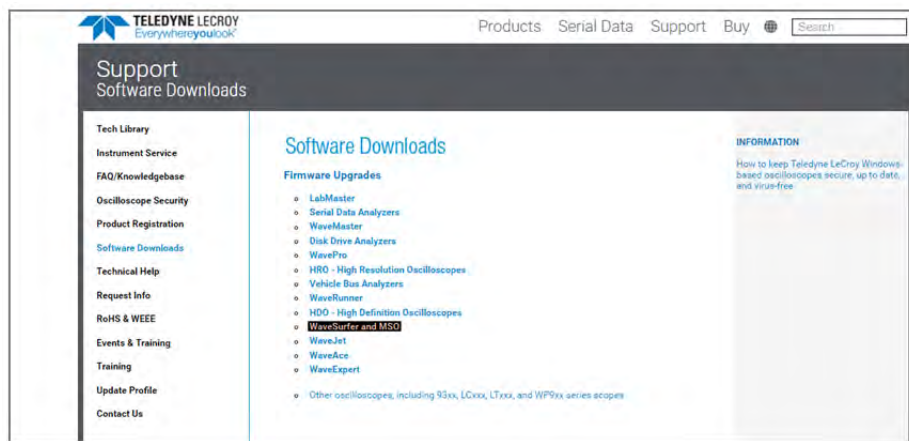 TELEDYNE LECROY
Everywhereyoulook
Products Serial Data Support Buy Search
Support
Software Downloads
Tech Library
Instrument Service
FAQ/Knowledgebase
Oscilloscope Security
Product Registration
Software Downloads
Technical Help
Request Info
RoHS & WEEE
Events & Training
Training
Update Profile
Contact Us
Software Downloads
Firmware Upgrades
LabMaster
Serial Data Analyzers
WaveMaster
Disk Drive Analyzers
WavePro
HRO - High Resolution Oscilloscopes
Vehicle Bus Analyzers
WaveRunner
HDO - High Definition Oscilloscopes
WaveSurfer and MSO
WaveJet
WaveAce
WaveExpert
Other oscilloscopes, including 93xx, LCxxx, LTxxx, and WP9xx series scopes
INFORMATION
How to keep Teledyne LeCroy Windows-
based oscilloscopes secure, up to date,
and virus-free